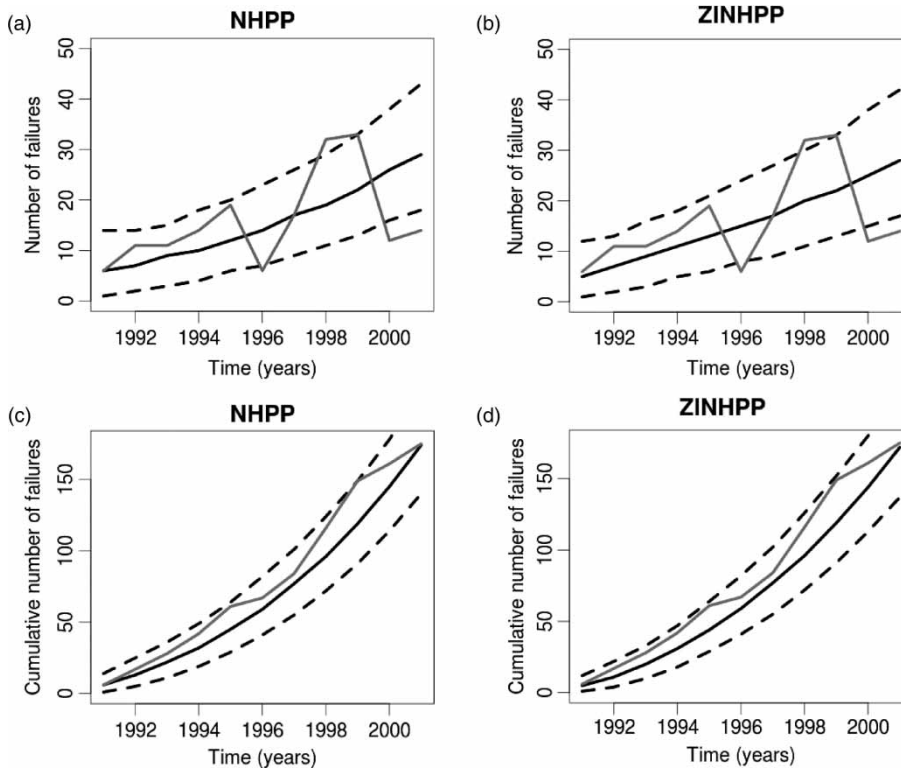 (a)
NHPP
Number of failures
50
40
30
20
10
0
1992 1994 1996 1998 2000
Time (years)
(b)
ZINHPP
Number of failures
50
40
30
20
10
0
1992 1994 1996 1998 2000
Time (years)
(c)
NHPP
Cumulative number of failures
150
100
50
0
1992 1994 1996 1998 2000
Time (years)
(d)
ZINHPP
Cumulative number of failures
150
100
50
0
1992 1994 1996 1998 2000
Time (years)